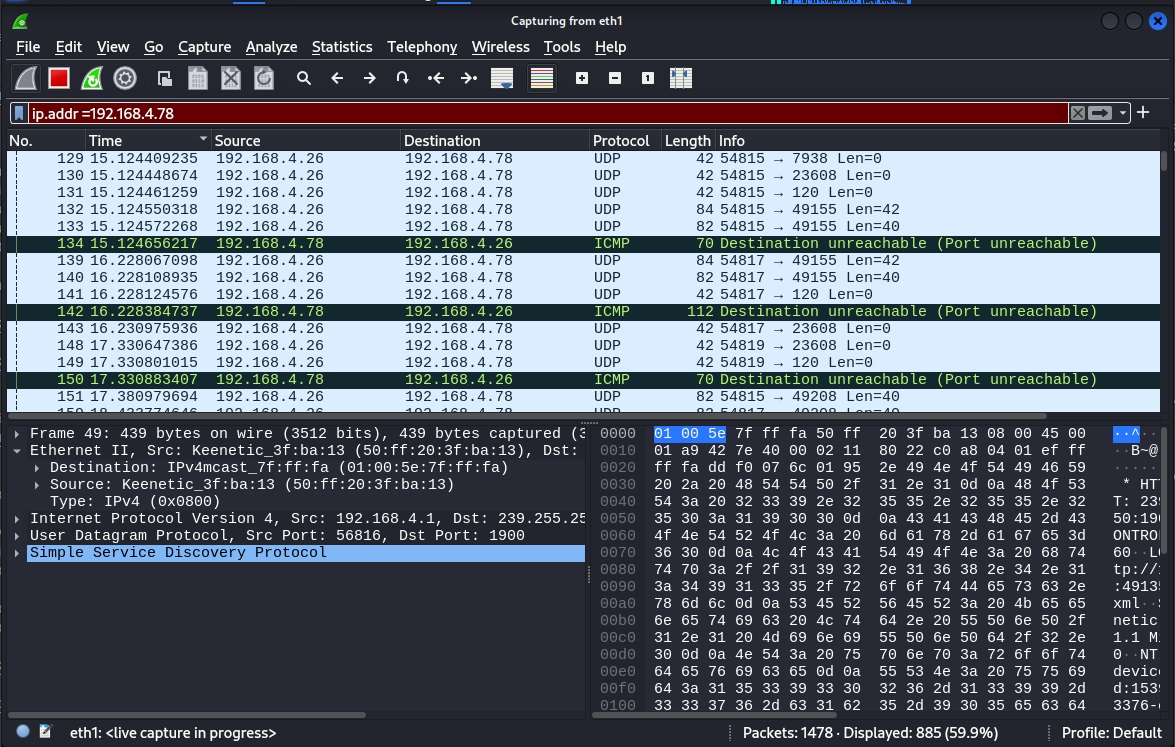 Capturing from eth1
File Edit View Go Capture Analyze Statistics Telephony Wireless Tools Help
ip.addr =192.168.4.78
No. Time Source Destination Protocol Length Info
129 15.124409235 192.168.4.26 192.168.4.78 UDP 42 54815 → 7938 Len=0
130 15.124448674 192.168.4.26 192.168.4.78 UDP 42 54815 → 23608 Len=0
131 15.124461259 192.168.4.26 192.168.4.78 UDP 42 54815 → 120 Len=0
132 15.124550318 192.168.4.26 192.168.4.78 UDP 84 54815 → 49155 Len=42
133 15.124572268 192.168.4.26 192.168.4.78 UDP 82 54815 → 49155 Len=40
134 15.124656217 192.168.4.78 192.168.4.26 ICMP 70 Destination unreachable (Port unreachable)
139 16.228067098 192.168.4.26 192.168.4.78 UDP 84 54817 → 49155 Len=42
140 16.228108935 192.168.4.26 192.168.4.78 UDP 82 54817 → 49155 Len=40
141 16.228124576 192.168.4.26 192.168.4.78 UDP 42 54817 → 120 Len=0
142 16.228384737 192.168.4.78 192.168.4.26 ICMP 112 Destination unreachable (Port unreachable)
143 16.230975936 192.168.4.26 192.168.4.78 UDP 42 54817 → 23608 Len=0
148 17.330647386 192.168.4.26 192.168.4.78 UDP 42 54819 → 23608 Len=0
149 17.330801015 192.168.4.26 192.168.4.78 UDP 42 54819 → 120 Len=0
150 17.330883407 192.168.4.78 192.168.4.26 ICMP 70 Destination unreachable (Port unreachable)
151 17.380979694 192.168.4.26 192.168.4.78 UDP 82 54815 → 49208 Len=40
Frame 49: 439 bytes on wire (3512 bits), 439 bytes captured (3
Ethernet II, Src: Keenetic_3f:ba:13 (50:ff:20:3f:ba:13), Dst:
Destination: IPv4mcast_7f:ff:fa (01:00:5e:7f:ff:fa)
Source: Keenetic_3f:ba:13 (50:ff:20:3f:ba:13)
Type: IPv4 (0x0800)
Internet Protocol Version 4, Src: 192.168.4.1, Dst: 239.255.25
User Datagram Protocol, Src Port: 56816, Dst Port: 1900
Simple Service Discovery Protocol
0000 01 00 5e 7f ff fa 50 ff 20 3f ba 13 08 00 45 00 ··^
0010 01 a9 42 7e 40 00 02 11 80 22 c0 a8 04 01 ef ff ··B~@
0020 ff fa dd f0 07 6c 01 95 2e 49 4e 4f 54 49 46 59 ·····
0030 20 2a 20 48 54 54 50 2f 31 2e 31 0d 0a 48 4f 53 * HT
0040 54 3a 20 32 33 39 2e 32 35 35 2e 32 35 35 2e 32 T: 23
0050 35 30 3a 31 39 30 30 0d 0a 43 41 43 48 45 2d 43 50:19
0060 4f 4e 54 52 4f 4c 3a 20 6d 61 78 2d 61 67 65 3d ONTRO
0070 36 30 0d 0a 4c 4f 43 41 54 49 4f 4e 3a 20 68 74 60··L
0080 74 70 3a 2f 2f 31 39 32 2e 31 36 38 2e 34 2e 31 tp://
0090 3a 34 39 31 33 35 2f 72 6f 6f 74 44 65 73 63 2e :4913
00a0 78 6d 6c 0d 0a 53 45 52 56 45 52 3a 20 4b 65 65 xml··
00b0 6e 65 74 69 63 20 4c 74 64 2e 20 55 50 6e 50 2f netic
00c0 31 2e 31 20 4d 69 6e 69 55 50 6e 50 64 2f 32 2e 1.1 M
00d0 30 0d 0a 4e 54 3a 20 75 70 6e 70 3a 72 6f 6f 74 0··NT
00e0 64 65 76 69 63 65 0d 0a 55 53 4e 3a 20 75 75 69 devic
00f0 64 3a 31 35 33 39 33 30 32 36 2d 31 33 39 39 2d d:153
0100 33 33 37 36 2d 63 31 62 35 2d 39 30 35 65 63 64 3376-
eth1: <live capture in progress> Packets: 1478 · Displayed: 885 (59.9%) Profile: Default